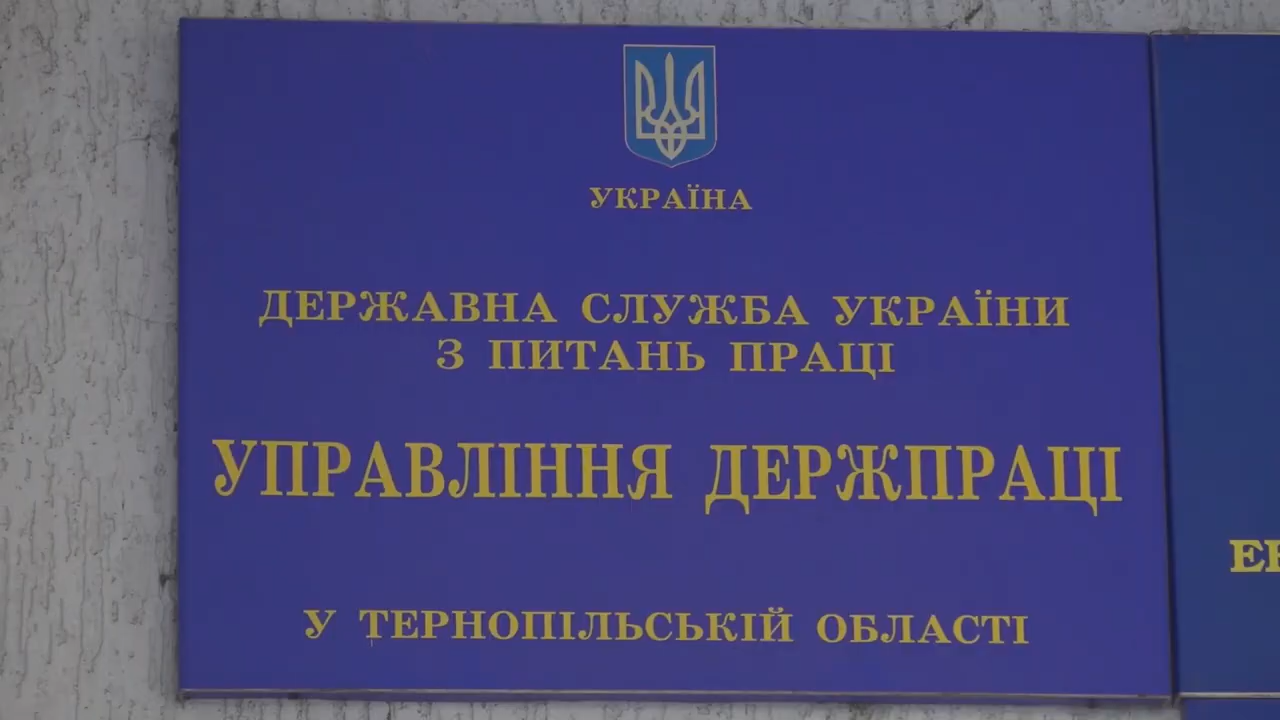 УКРАЇНА
ДЕРЖАВНА СЛУЖБА УКРАЇНИ
З ПИТАНЬ ПРАЦІ
УПРАВЛІННЯ ДЕРЖПРАЦІ
У ТЕРНОПІЛЬСЬКІЙ ОБЛАСТІ